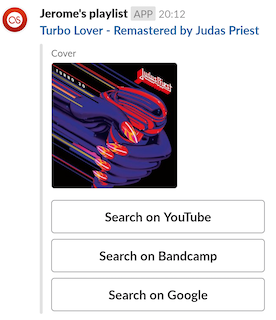 Jerome's playlist APP 20:12
Turbo Lover - Remastered by Judas Priest
Cover
TURBO 30
Judas Priest
Search on YouTube
Search on Bandcamp
Search on Google